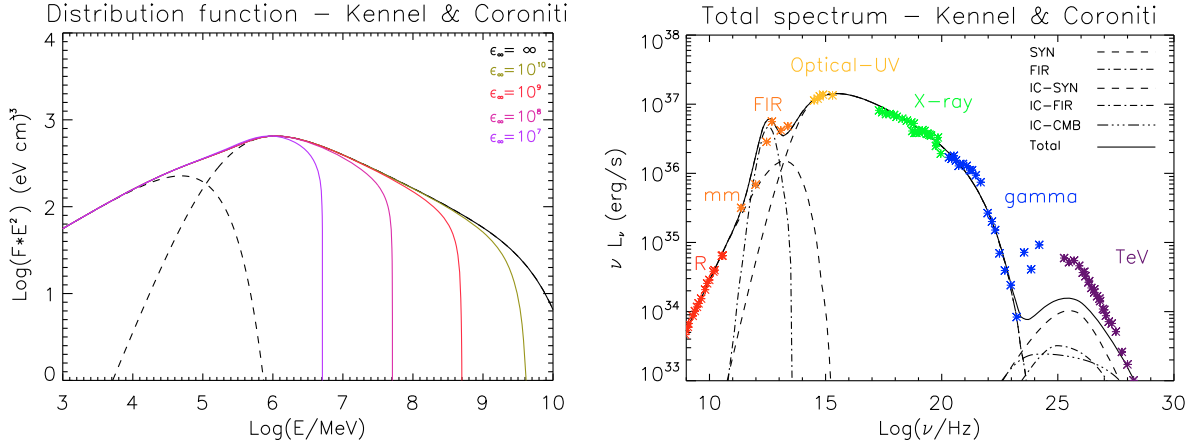 Distribution function – Kennel & Coroniti
4
3
2
1
0
Log(F*E²) (eV cm)⁻³
ϵ∞= ∞
ϵ∞=10¹⁰
ϵ∞=10⁹
ϵ∞=10⁸
ϵ∞=10⁷
3 4 5 6 7 8 9 10
Log(E/MeV)
Total spectrum – Kennel & Coroniti
10³⁸
10³⁷
10³⁶
10³⁵
10³⁴
10³³
ν Lᵥ (erg/s)
Optical–UV
FIR
X–ray
mm
gamma
R
TeV
SYN
FIR
IC–SYN
IC–FIR
IC–CMB
Total
10 15 20 25 30
Log(ν/Hz)